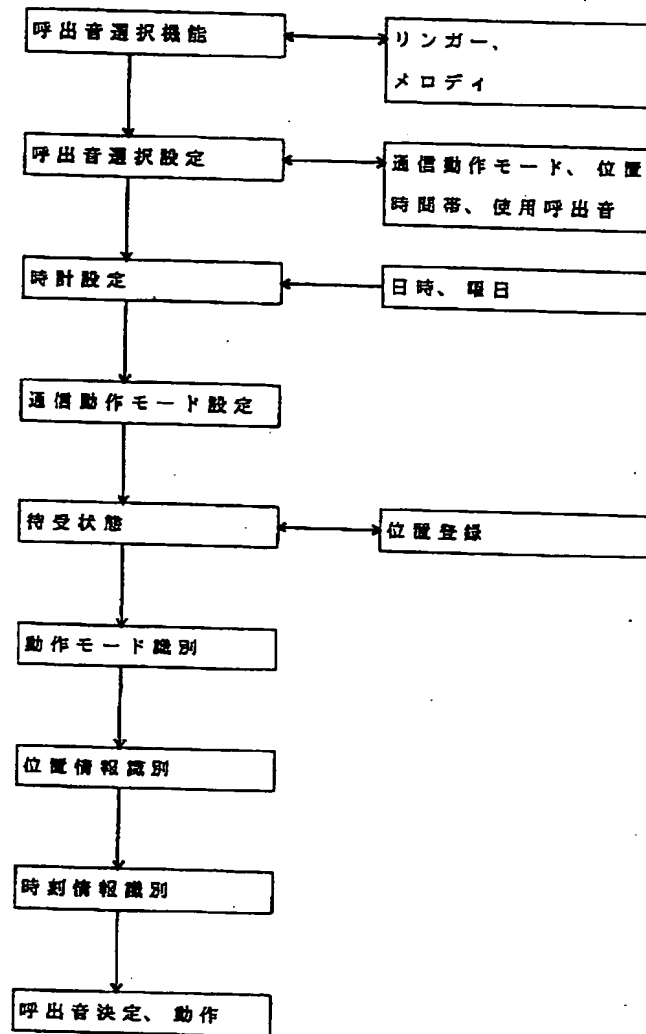 呼出音選択機能
リンガー、
メロディ
呼出音選択設定
通信動作モード、位置
時間帯、使用呼出音
時計設定
日時、曜日
通信動作モード設定
待受状態
位置登録
動作モード識別
位置情報識別
時刻情報識別
呼出音決定、動作